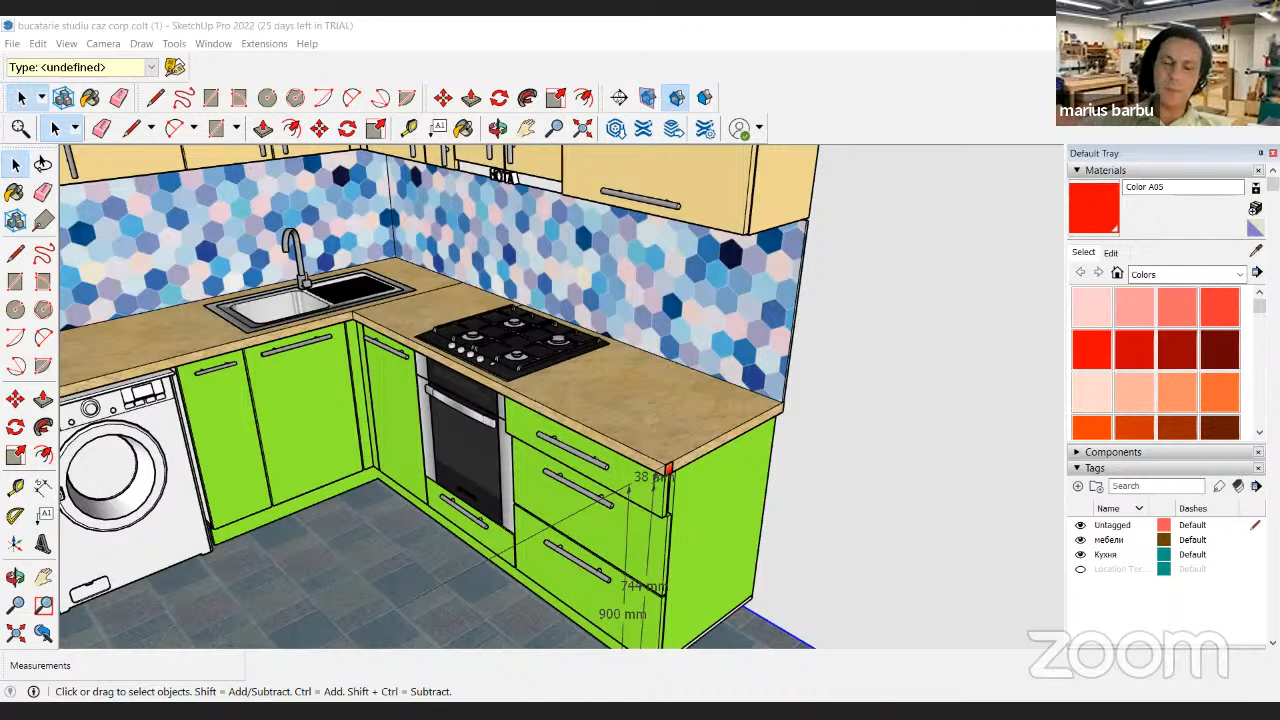 bucatarie studiu caz corp colt (1) - SketchUp Pro 2022 (25 days left in TRIAL)
File Edit View Camera Draw Tools Window Extensions Help
Type: <undefined>
marius barbu
Default Tray
Materials
Color A05
Select Edit
Colors
Components
Tags
Search
Name Dashes
Untagged Default
мебели Default
Кухня Default
Location Ter... Default
HOTA
38 mm
744 mm
900 mm
A1
A1
zoom
Measurements
Click or drag to select objects. Shift = Add/Subtract. Ctrl = Add. Shift + Ctrl = Subtract.